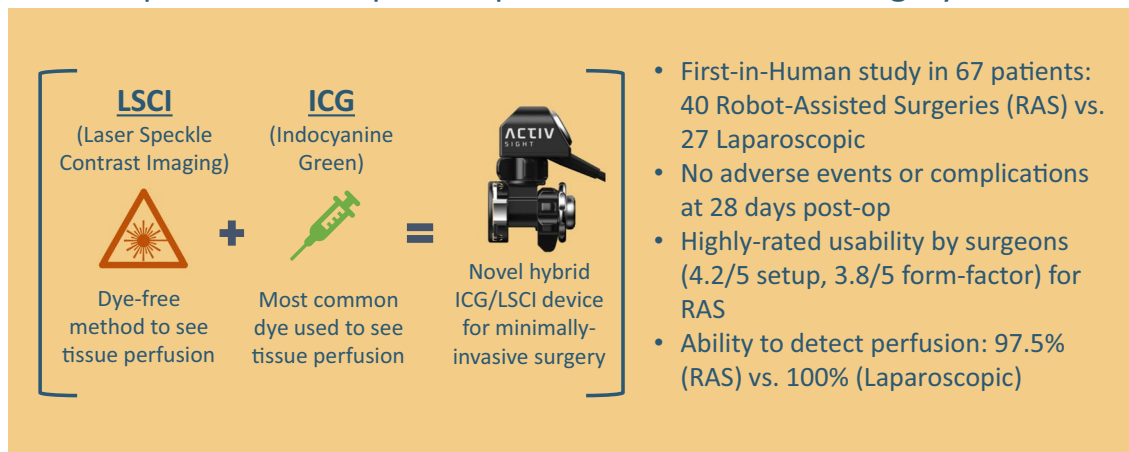 LSCI
(Laser Speckle
Contrast Imaging)
Dye-free
method to see
tissue perfusion
+
ICG
(Indocyanine
Green)
Most common
dye used to see
tissue perfusion
=
ACTIV
SIGHT
Novel hybrid
ICG/LSCI device
for minimally-
invasive surgery
• First-in-Human study in 67 patients:
40 Robot-Assisted Surgeries (RAS) vs.
27 Laparoscopic
• No adverse events or complications
at 28 days post-op
• Highly-rated usability by surgeons
(4.2/5 setup, 3.8/5 form-factor) for
RAS
• Ability to detect perfusion: 97.5%
(RAS) vs. 100% (Laparoscopic)